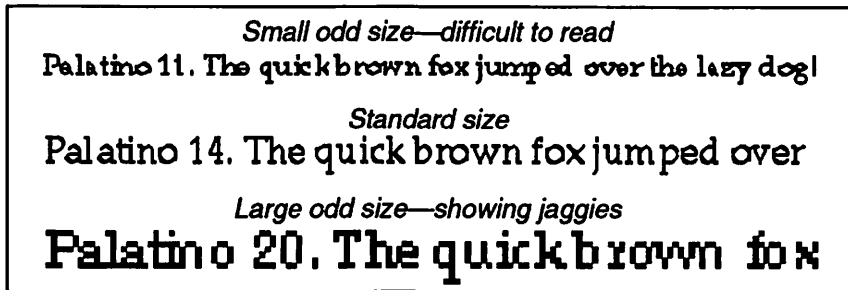 Small odd size—difficult to read
Palatino 11. The quick brown fox jumped over the lazy dog!
Standard size
Palatino 14. The quick brown fox jumped over
Large odd size—showing jaggies
Palatino 20. The quick brown fox